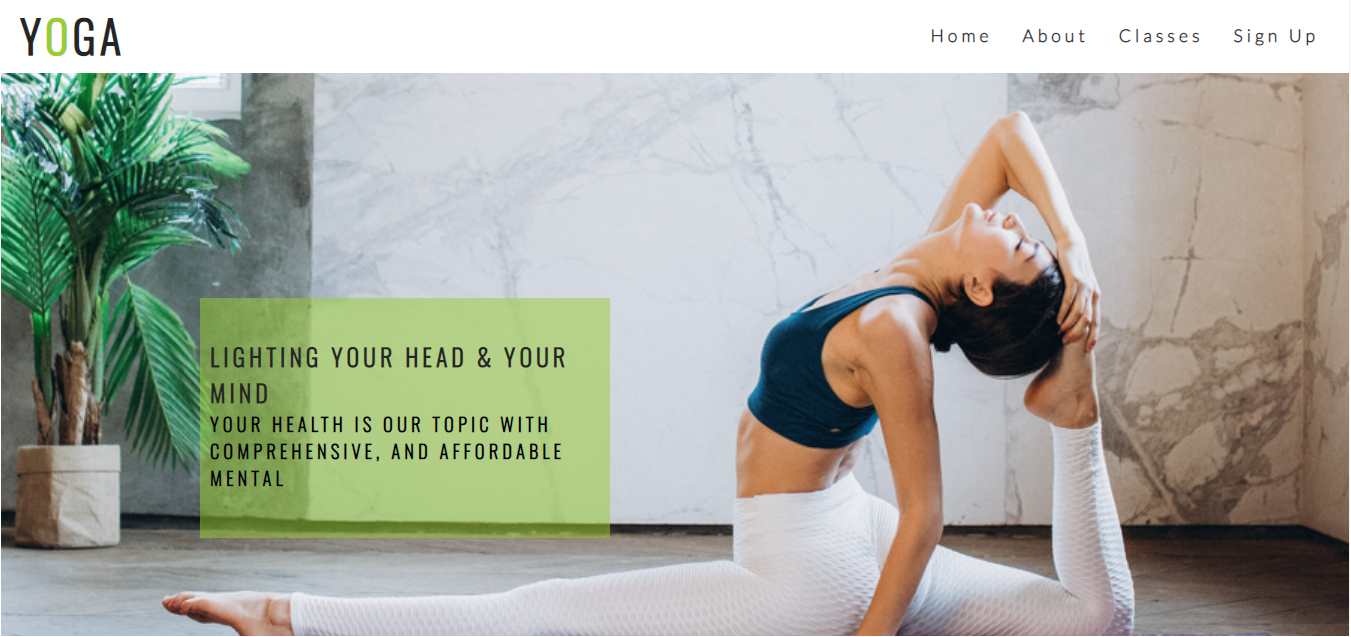 YOGA
Home About Classes Sign Up
LIGHTING YOUR HEAD & YOUR
MIND
YOUR HEALTH IS OUR TOPIC WITH
COMPREHENSIVE, AND AFFORDABLE
MENTAL